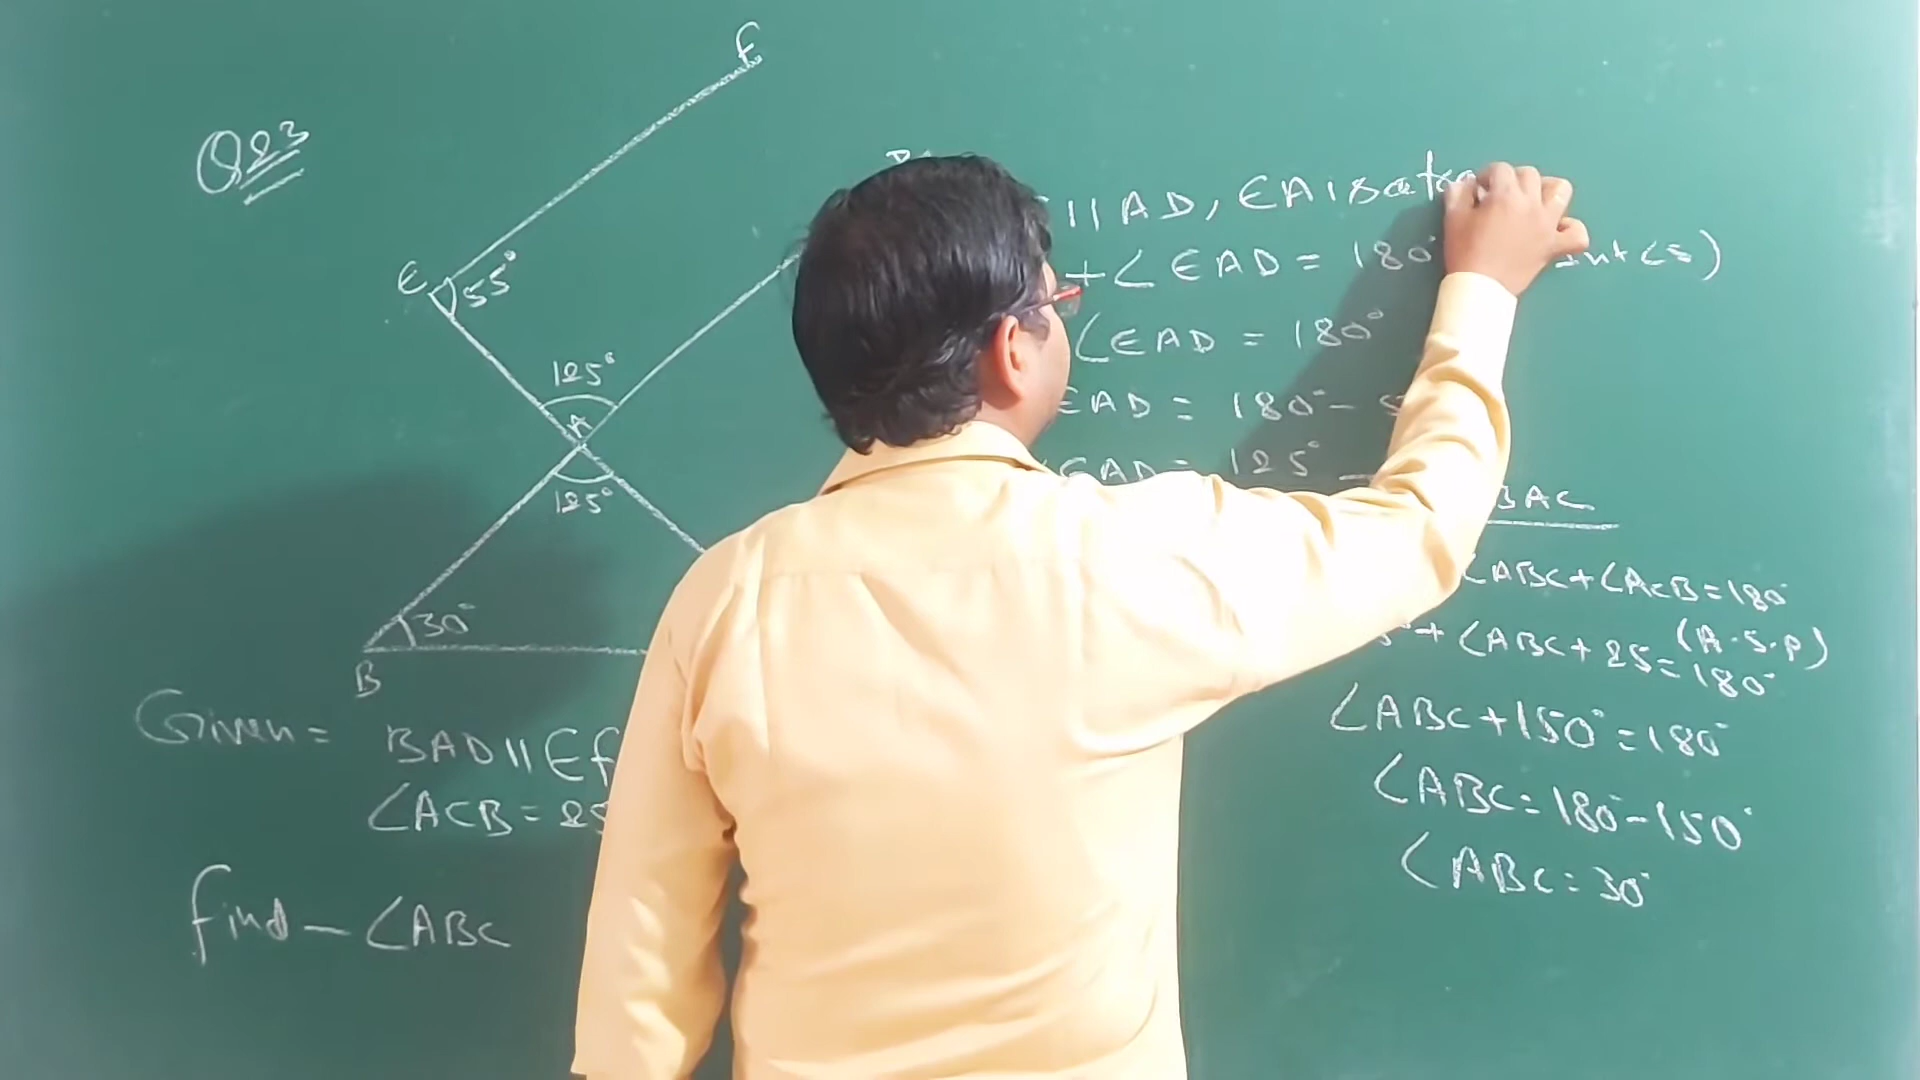 Q23
F
E
55°
125°
A
125°
30°
B
Given =
BAD || EF
∠ACB = 25
Find - ∠ABC
|| AD, EA is a
+ ∠EAD = 180° int ∠s)
∠EAD = 180°
EAD = 180° -
EAD = 125°
BAC
∠ABC + ∠ACB = 180°
+ ∠ABC + 25 = 180°
(A.S.P)
∠ABC + 150° = 180°
∠ABC = 180° - 150°
∠ABC = 30°